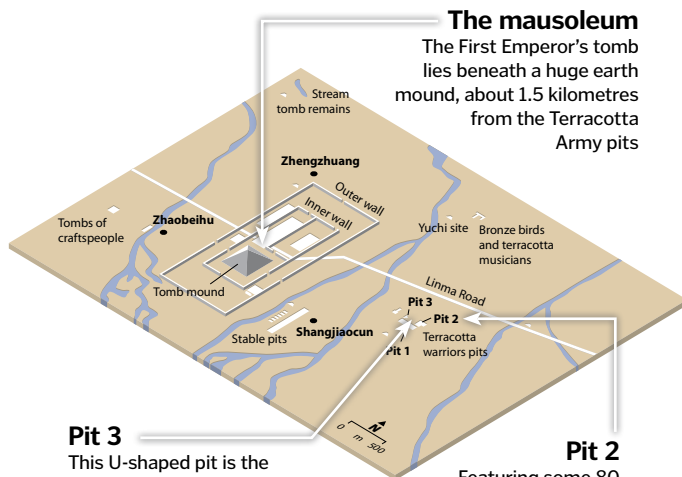 The mausoleum
The First Emperor's tomb
lies beneath a huge earth
mound, about 1.5 kilometres
from the Terracotta
Army pits
Stream
tomb remains
Zhengzhuang
Outer wall
Inner wall
Tombs of
craftspeople
Zhaobeihu
Yuchi site
Bronze birds
and terracotta
musicians
Tomb mound
Linma Road
Pit 3
Pit 2
Stable pits
Shangjiaocun
Pit 1
Terracotta
warriors pits
N
0 m 500
Pit 3
This U-shaped pit is the
Pit 2
Featuring some 80